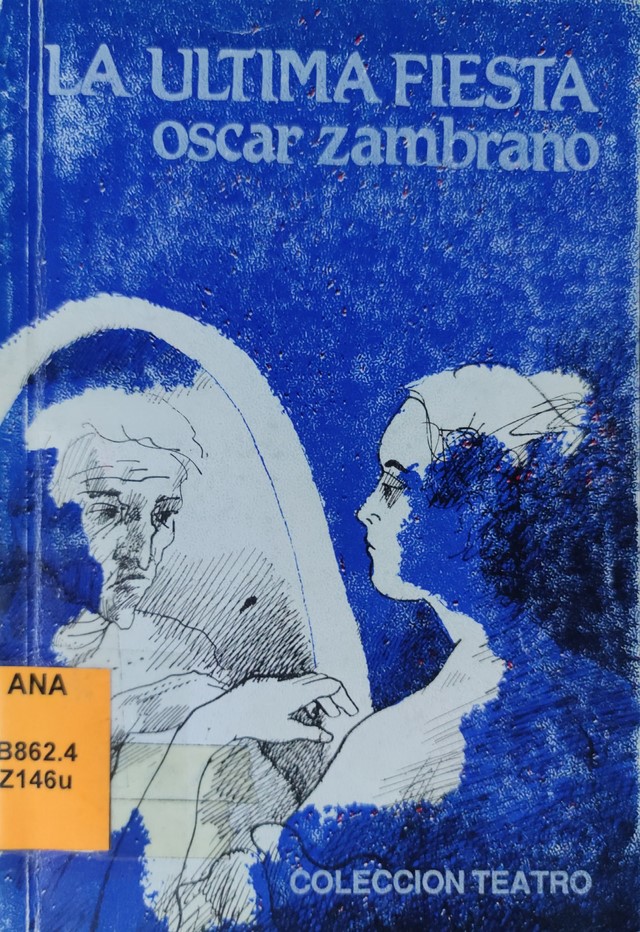 LA ULTIMA FIESTA
oscar zambrano
ANA
B862.4
Z146u
COLECCION TEATRO